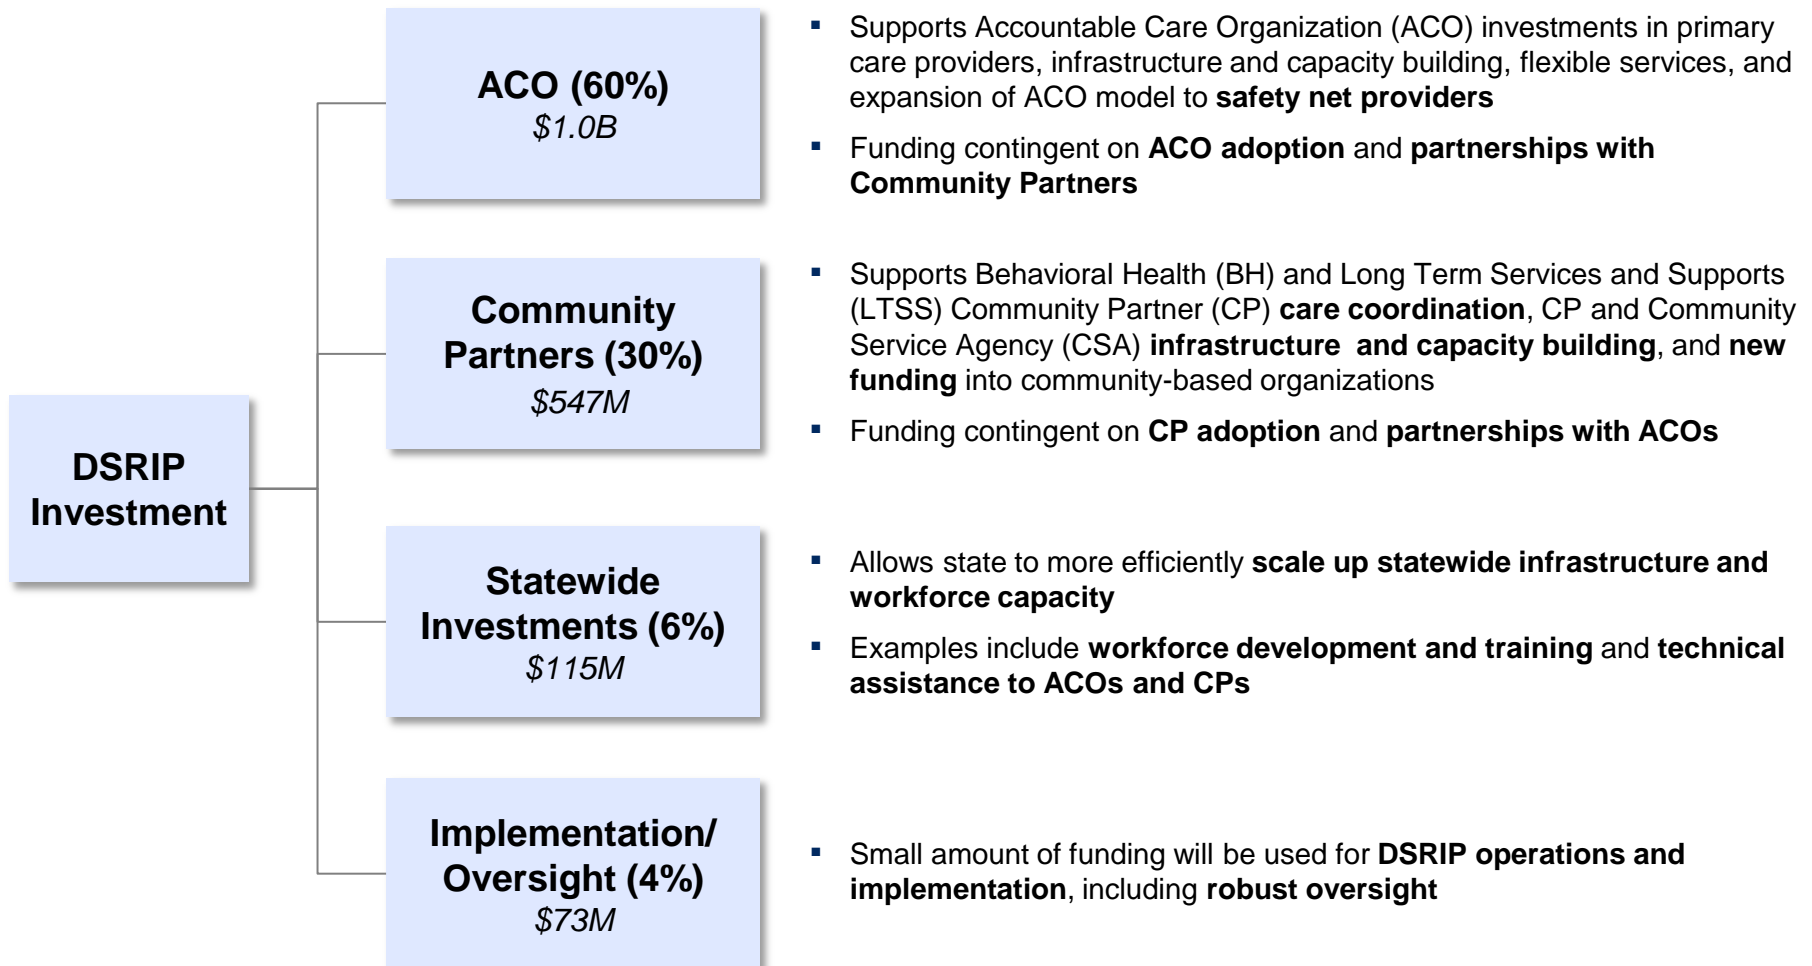 DSRIP
Investment
ACO (60%)
$1.0B
▪ Supports Accountable Care Organization (ACO) investments in primary
care providers, infrastructure and capacity building, flexible services, and
expansion of ACO model to safety net providers
▪ Funding contingent on ACO adoption and partnerships with
Community Partners
Community
Partners (30%)
$547M
▪ Supports Behavioral Health (BH) and Long Term Services and Supports
(LTSS) Community Partner (CP) care coordination, CP and Community
Service Agency (CSA) infrastructure and capacity building, and new
funding into community-based organizations
▪ Funding contingent on CP adoption and partnerships with ACOs
Statewide
Investments (6%)
$115M
▪ Allows state to more efficiently scale up statewide infrastructure and
workforce capacity
▪ Examples include workforce development and training and technical
assistance to ACOs and CPs
Implementation/
Oversight (4%)
$73M
▪ Small amount of funding will be used for DSRIP operations and
implementation, including robust oversight